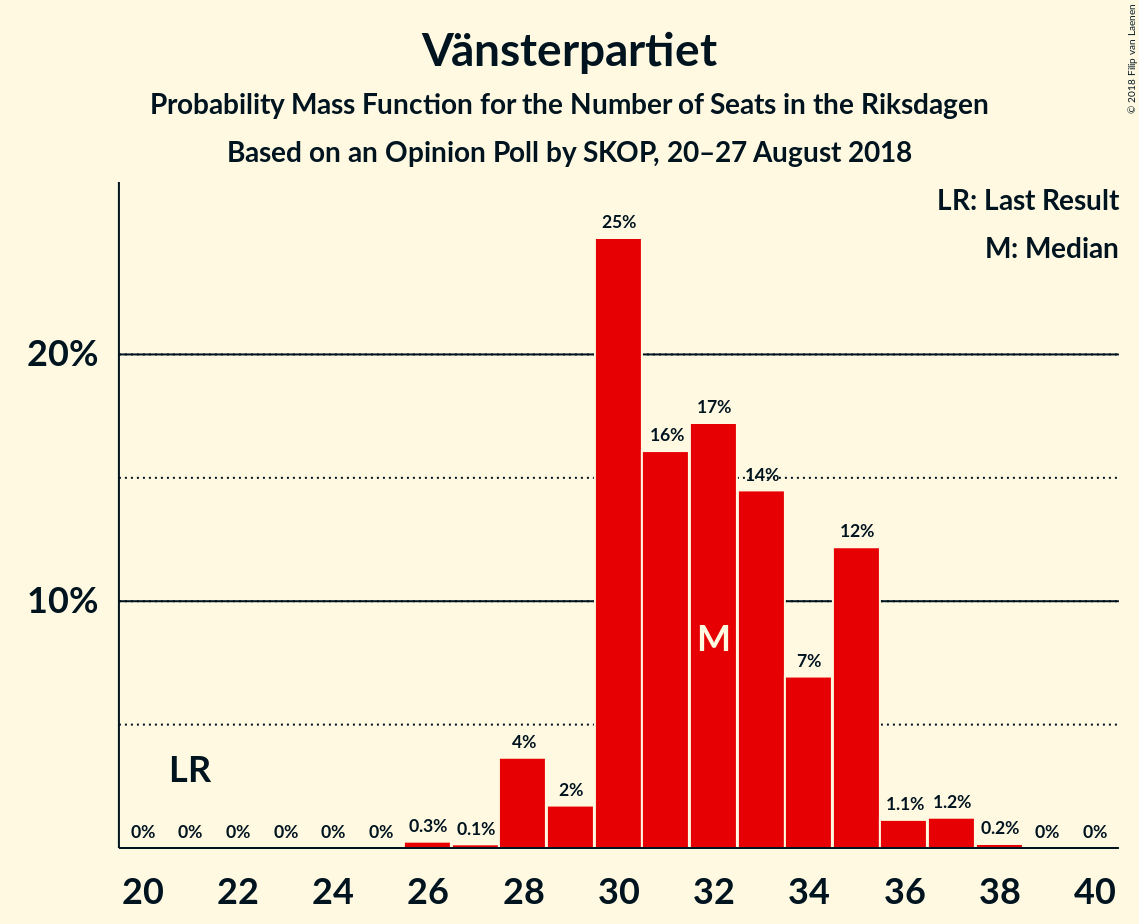 Vänsterpartiet
Probability Mass Function for the Number of Seats in the Riksdagen
Based on an Opinion Poll by SKOP, 20–27 August 2018
© 2018 Filip van Laenen
LR: Last Result
M: Median
20%
10%
LR
M
0%
0%
0%
0%
0%
0%
0.3%
0.1%
4%
2%
25%
16%
17%
14%
7%
12%
1.1%
1.2%
0.2%
0%
0%
20 22 24 26 28 30 32 34 36 38 40